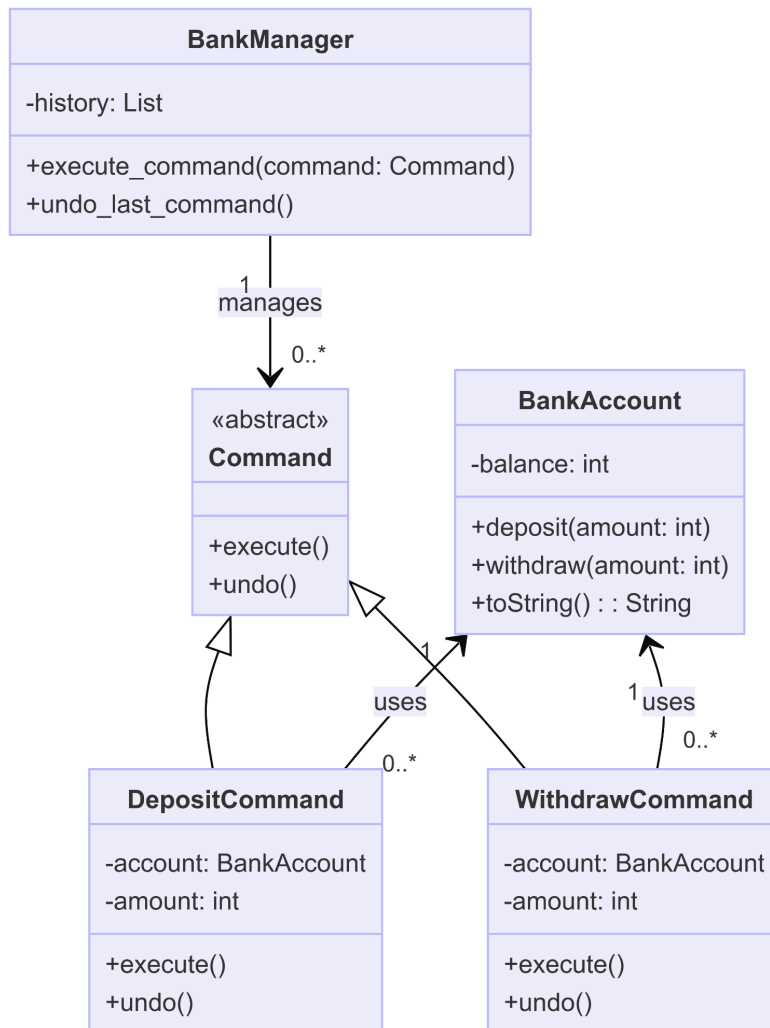 BankManager
-history: List
+execute_command(command: Command)
+undo_last_command()
1
manages
0..*
«abstract»
Command
+execute()
+undo()
BankAccount
-balance: int
+deposit(amount: int)
+withdraw(amount: int)
+toString() : : String
1
uses
0..*
1
uses
0..*
DepositCommand
-account: BankAccount
-amount: int
+execute()
+undo()
WithdrawCommand
-account: BankAccount
-amount: int
+execute()
+undo()